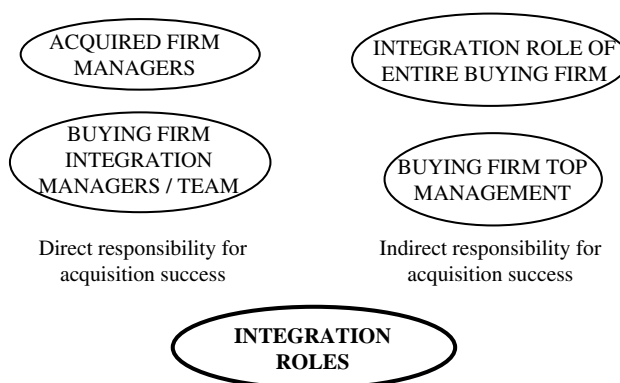 ACQUIRED FIRM
MANAGERS
INTEGRATION ROLE OF
ENTIRE BUYING FIRM
BUYING FIRM
INTEGRATION
MANAGERS / TEAM
BUYING FIRM TOP
MANAGEMENT
Direct responsibility for
acquisition success
Indirect responsibility for
acquisition success
INTEGRATION
ROLES